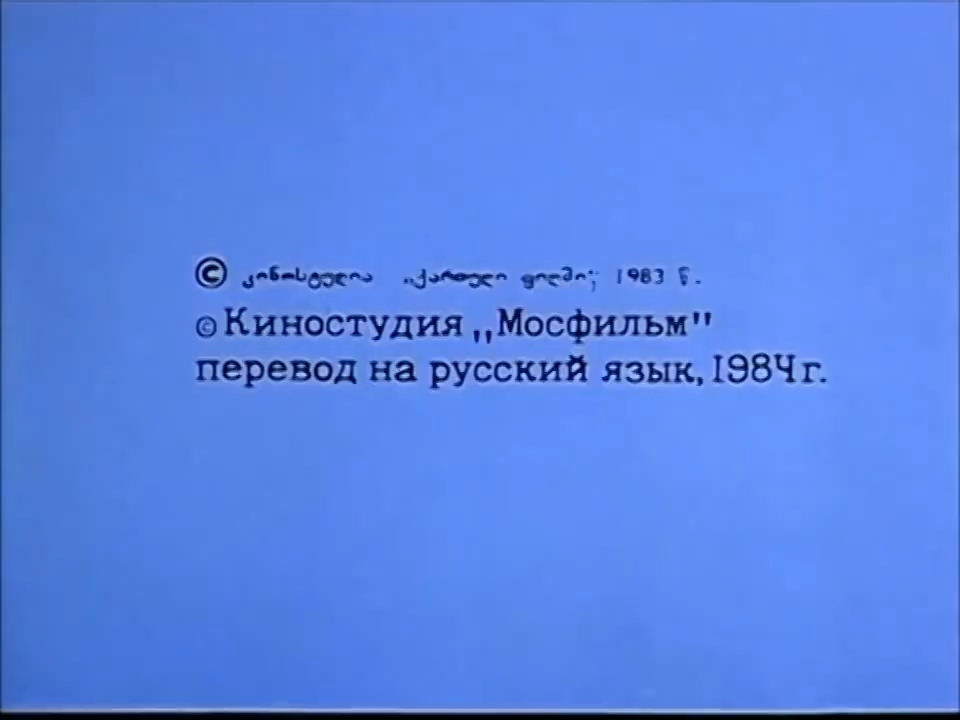 © კინოსტუდია „ქართული ფილმი“, 1983 წ.
© Киностудия „Мосфильм"
перевод на русский язык, 1984 г.